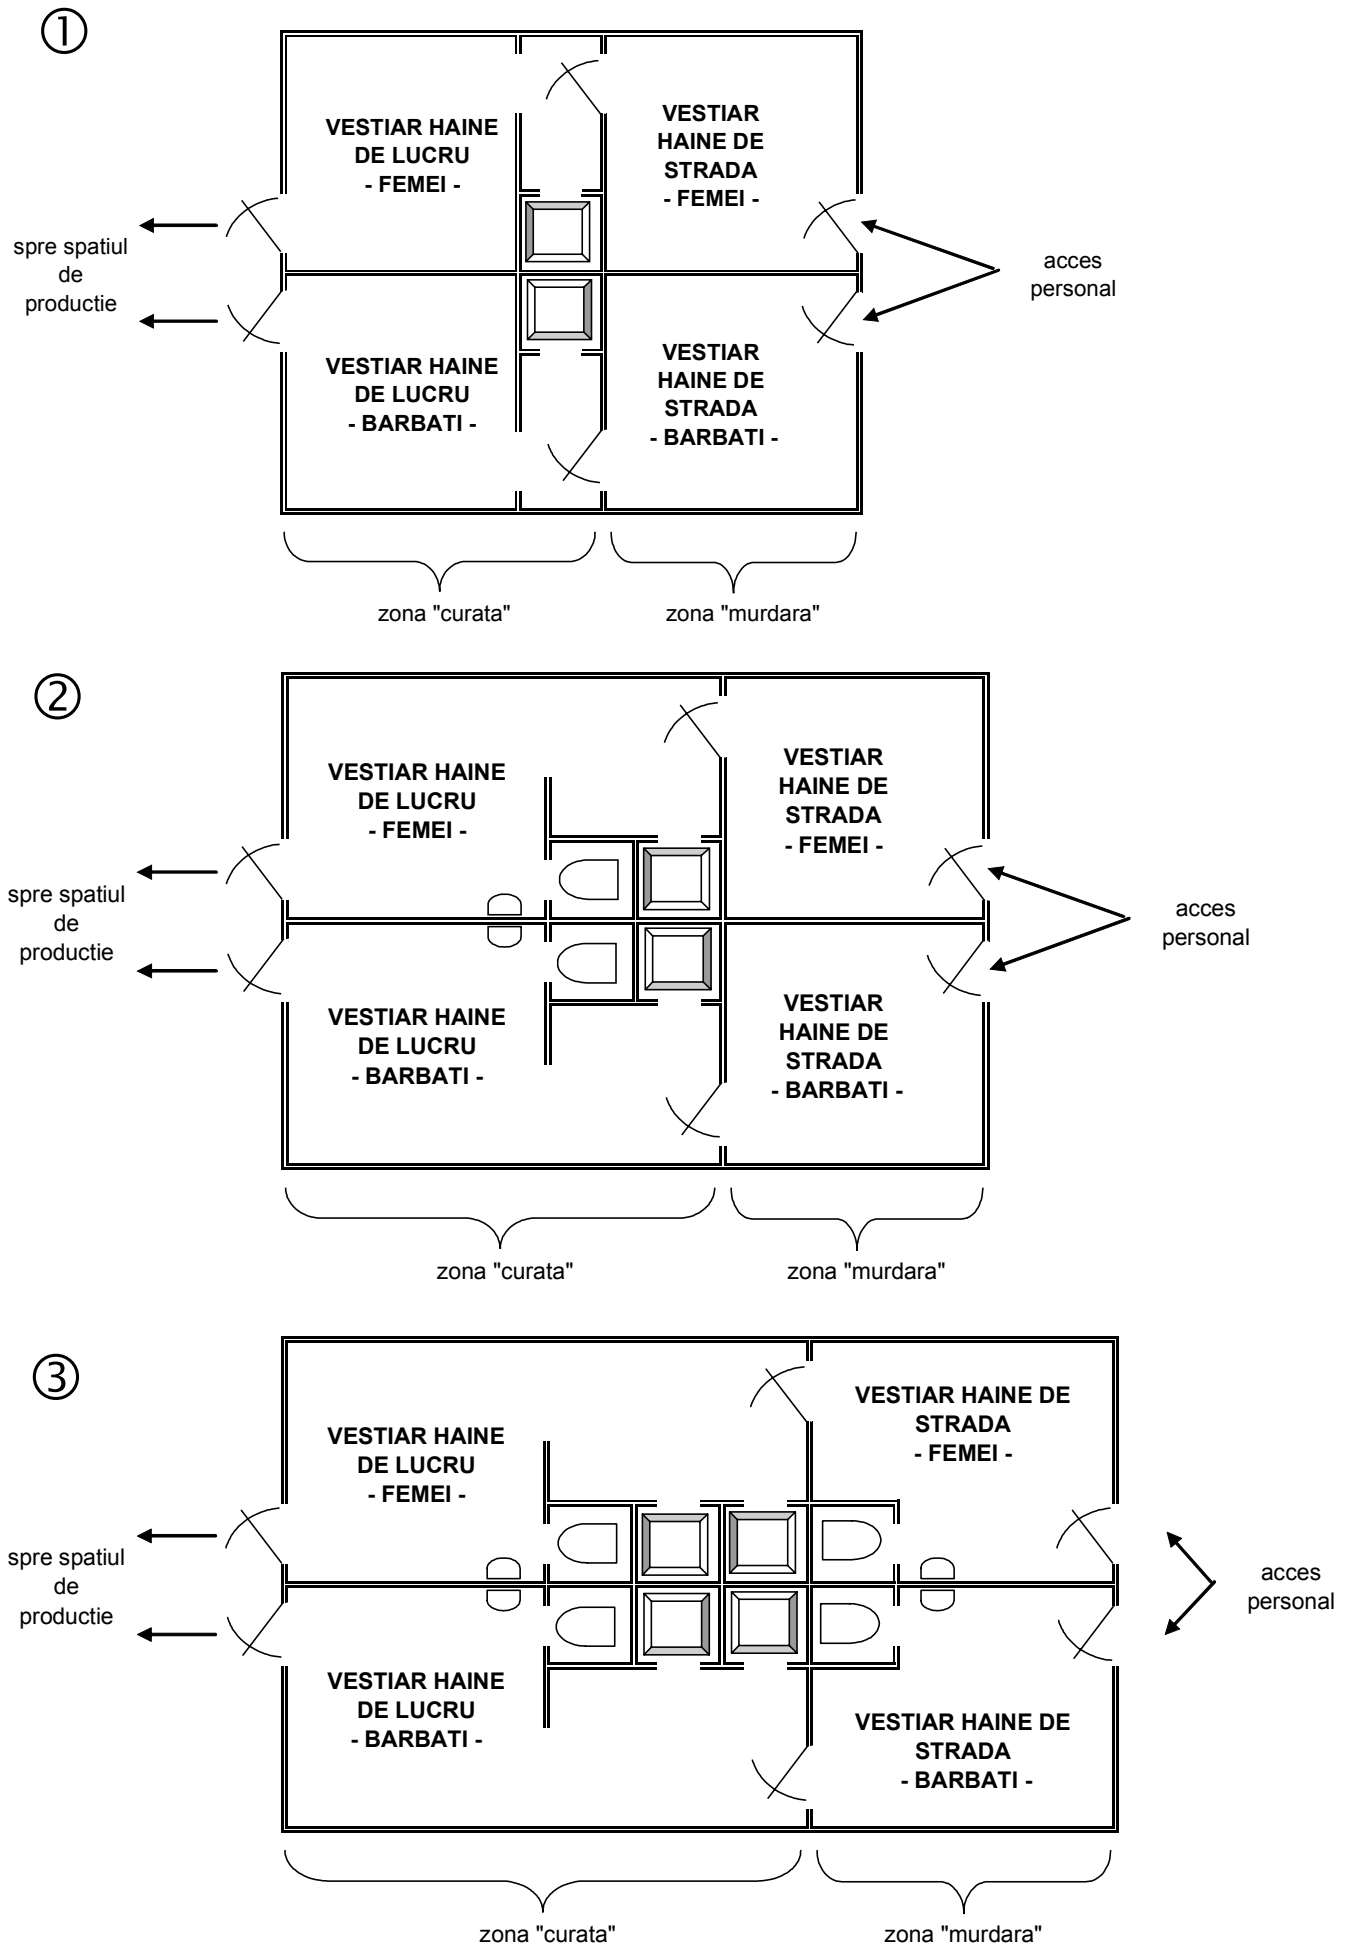 ①
VESTIAR HAINE
DE LUCRU
- FEMEI -
VESTIAR
HAINE DE
STRADA
- FEMEI -
spre spatiul
de
productie
acces
personal
VESTIAR HAINE
DE LUCRU
- BARBATI -
VESTIAR
HAINE DE
STRADA
- BARBATI -
zona "curata"
zona "murdara"
②
VESTIAR HAINE
DE LUCRU
- FEMEI -
VESTIAR
HAINE DE
STRADA
- FEMEI -
spre spatiul
de
productie
acces
personal
VESTIAR HAINE
DE LUCRU
- BARBATI -
VESTIAR
HAINE DE
STRADA
- BARBATI -
zona "curata"
zona "murdara"
③
VESTIAR HAINE
DE LUCRU
- FEMEI -
VESTIAR HAINE DE
STRADA
- FEMEI -
spre spatiul
de
productie
acces
personal
VESTIAR HAINE
DE LUCRU
- BARBATI -
VESTIAR HAINE DE
STRADA
- BARBATI -
zona "curata"
zona "murdara"